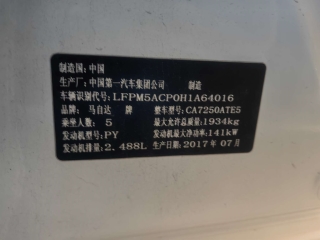 制造国: 中国
生产厂: 中国第一汽车集团公司 制造
车辆识别代号: LFPM5ACP0H1A64016
品牌: 马自达 牌 整车型号: CA7250ATE5
乘坐人数: 5 最大允许总质量: 1934kg
发动机型号: PY 发动机最大净功率: 141kW
发动机排量: 2.488L 生产日期: 2017年07月